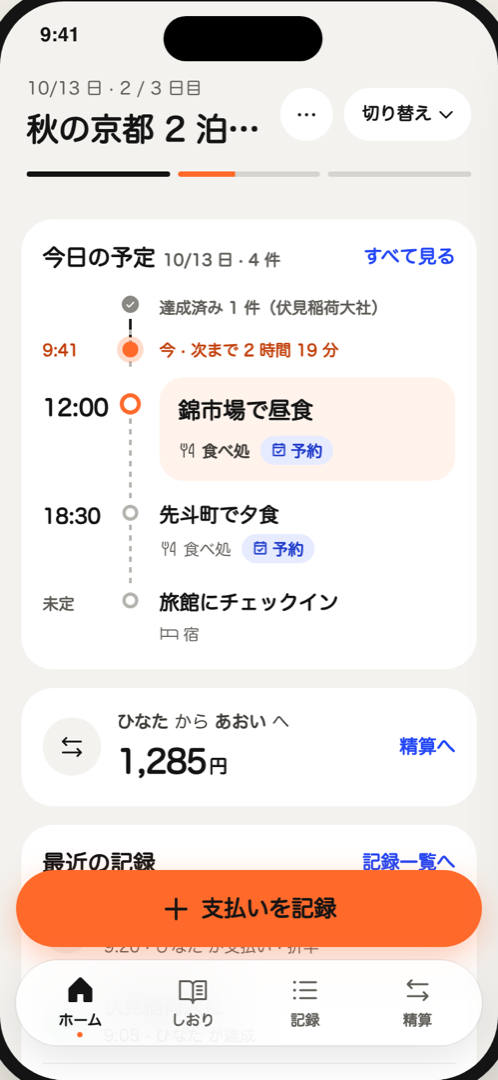 9:41
10/13 日 · 2 / 3 日目
秋の京都 2 泊…
…
切り替え
今日の予定 10/13 日 · 4 件
すべて見る
達成済み 1 件（伏見稲荷大社）
9:41
今 · 次まで 2 時間 19 分
12:00
錦市場で昼食
食べ処
予約
18:30
先斗町で夕食
食べ処
予約
未定
旅館にチェックイン
宿
ひなた から あおい へ
1,285円
精算へ
最近の記録
記録一覧へ
＋ 支払いを記録
9:05 · ひなた が達成
ホーム
しおり
記録
精算